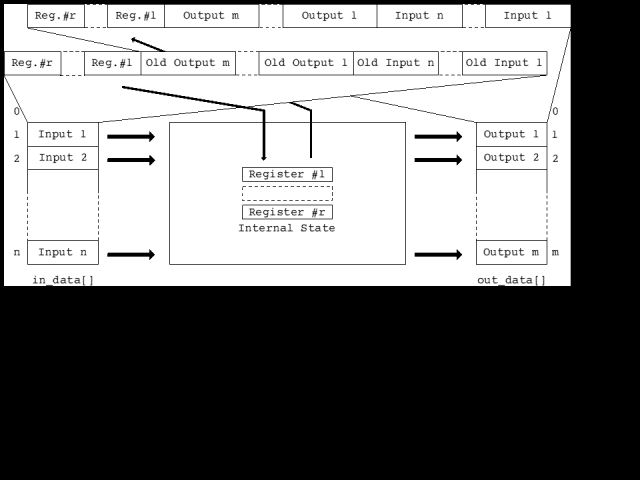 Reg.#r Reg.#1 Output m Output 1 Input n Input 1
Reg.#r Reg.#1 Old Output m Old Output 1 Old Input n Old Input 1
0 0
1 Input 1 Output 1 1
2 Input 2 Output 2 2
Register #1
Register #r
Internal State
n Input n Output m m
in_data[] out_data[]